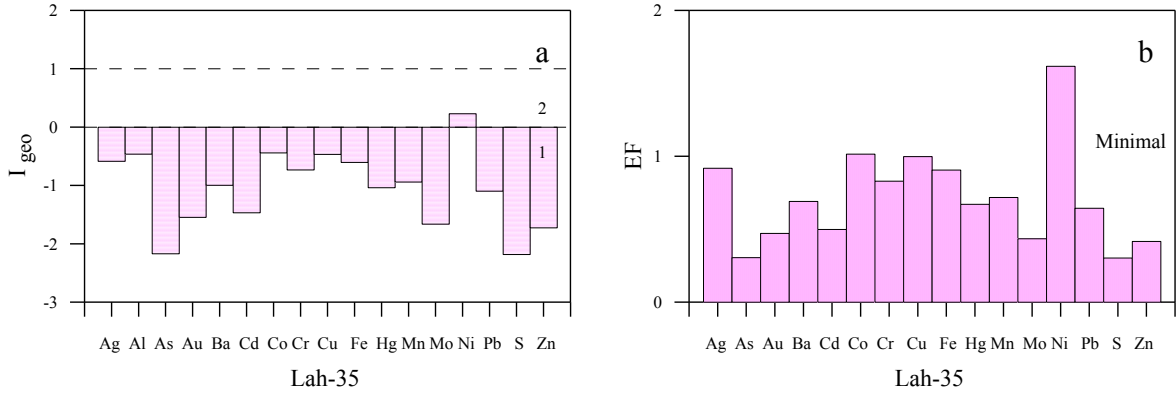 2
a
1
2
0
1
-1
-2
-3
I geo
Ag Al As Au Ba Cd Co Cr Cu Fe Hg Mn Mo Ni Pb S Zn
Lah-35
2
b
Minimal
1
EF
0
Ag As Au Ba Cd Co Cr Cu Fe Hg Mn Mo Ni Pb S Zn
Lah-35